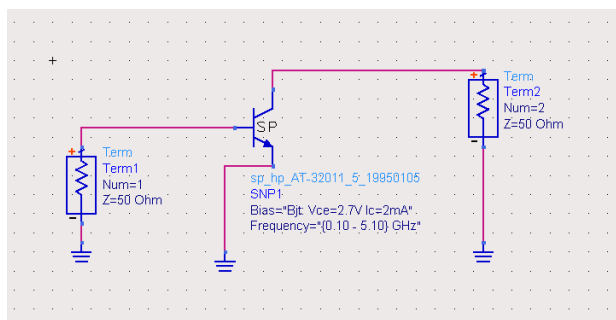 Term
Term2
Num=2
Z=50 Ohm
SP
Term
Term1
Num=1
Z=50 Ohm
sp_hp_AT-32011_5_19950105
SNP1
Bias="Bjt: Vce=2.7V Ic=2mA"
Frequency="{0.10 - 5.10} GHz"